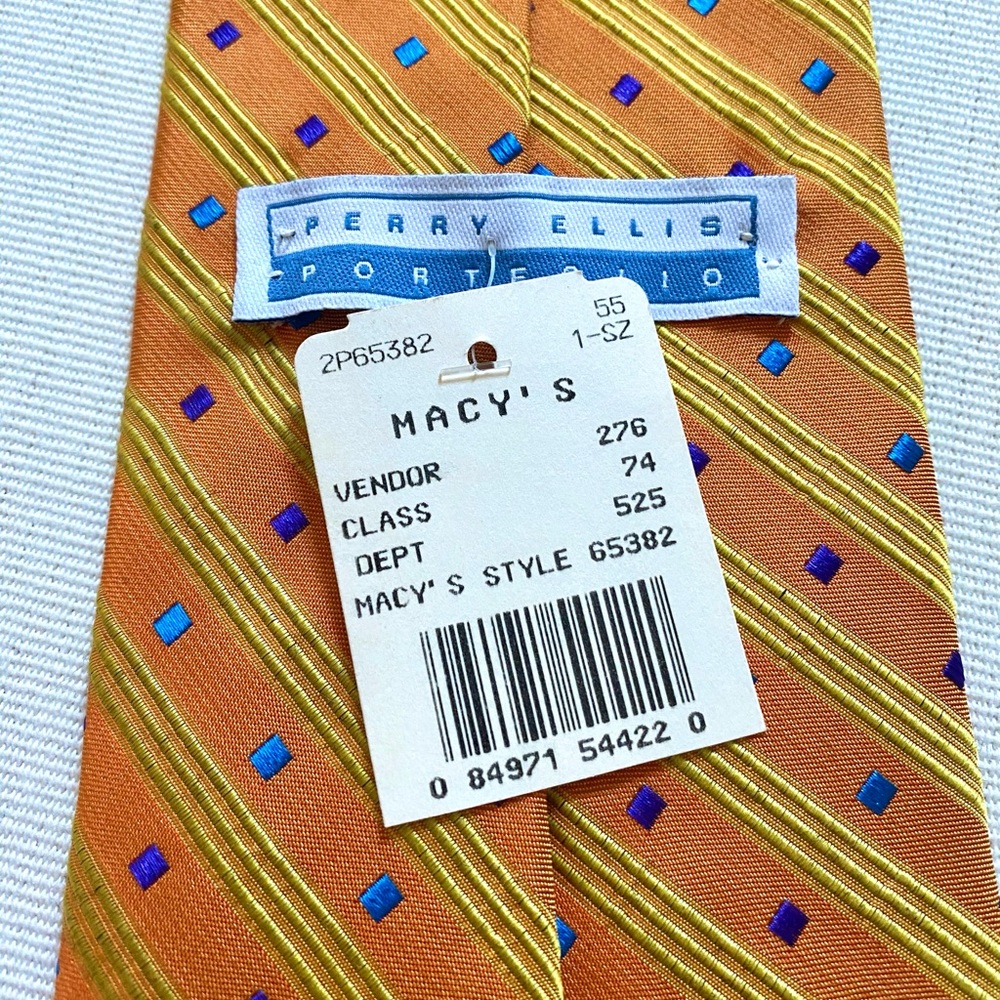 PERRY ELLIS
PORTFOLIO
2P65382 55
1-SZ
MACY'S
VENDOR 276
CLASS 74
DEPT 525
MACY'S STYLE 65382
0 84971 54422 0